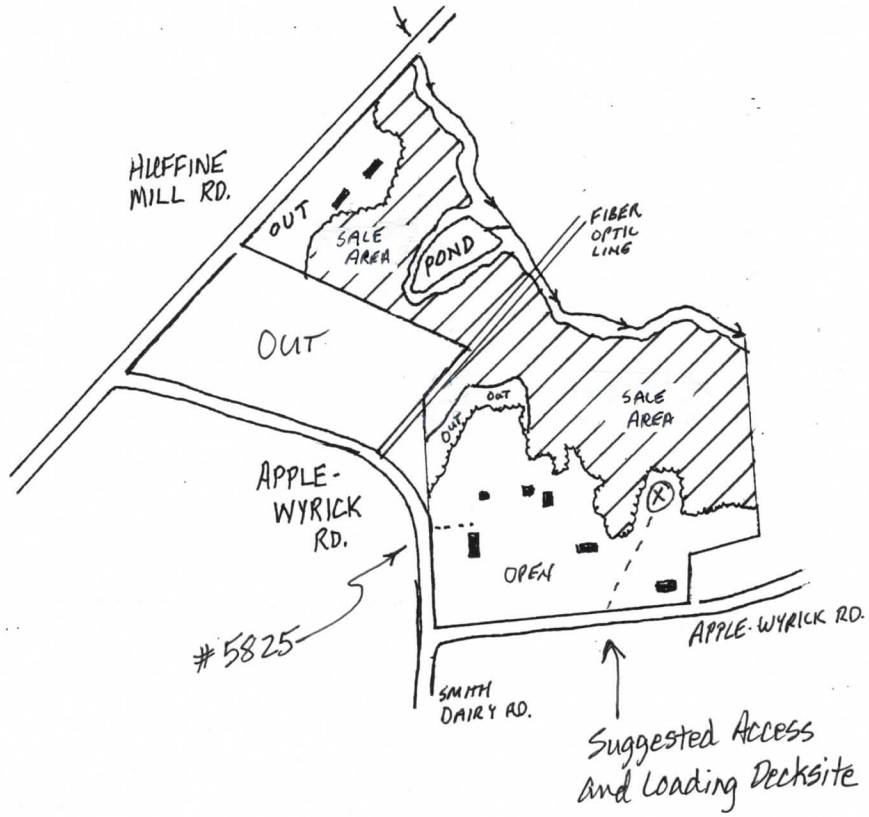 HUFFINE
MILL RD.
OUT
SALE
AREA
POND
FIBER
OPTIC
LINE
OUT
OUT
OUT
SALE
AREA
APPLE-
WYRICK
RD.
X
OPEN
#5825
APPLE-WYRICK RD.
SMITH
DAIRY RD.
Suggested Access
and Loading Decksite